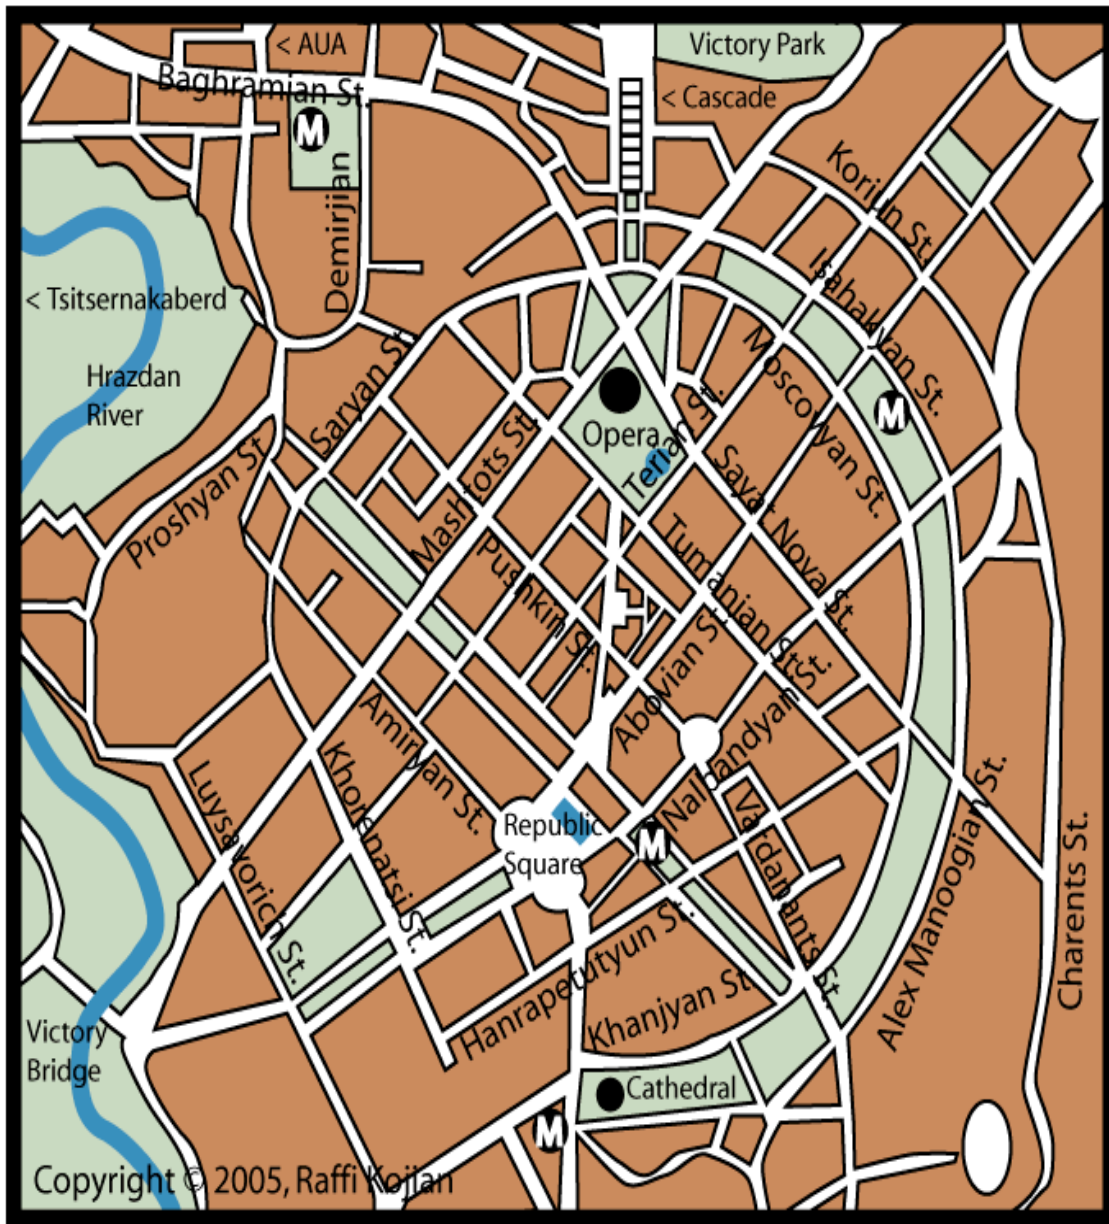 < AUA
Victory Park
Baghramian St.
< Cascade
M
Koriun St.
Demirjian
Isahakyan St.
< Tsitsernakaberd
Hrazdan
River
Saryan St.
Moscovyan St.
M
Mashtots St.
Opera
Terian St.
Proshyan St
Sayat Nova St.
Pushkin St.
Tumanian St.
Abovian St.
Amiryan St.
Khorenatsi St.
Luysavorich St.
Nalbandyan St.
Republic
Square
M
Vardanants St.
Alex Manoogian St.
Charents St.
Hanrapetutyun St.
Khanjyan St.
Victory
Bridge
Cathedral
M
Copyright © 2005, Raffi Kojian